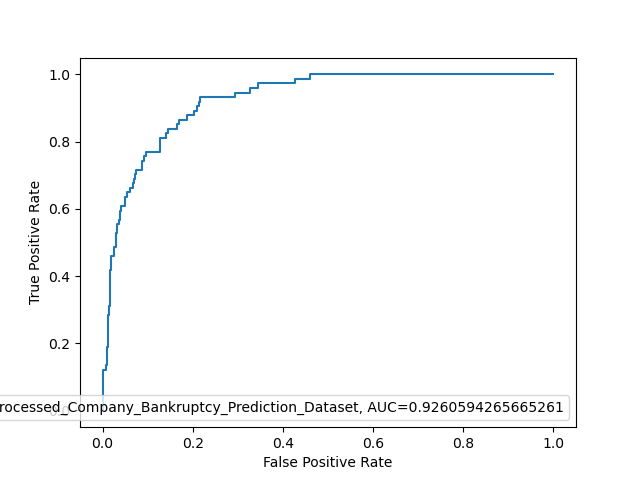 1.0
0.8
0.6
0.4
0.2
True Positive Rate
rocessed_Company_Bankruptcy_Prediction_Dataset, AUC=0.9260594265665261
0.0 0.2 0.4 0.6 0.8 1.0
False Positive Rate